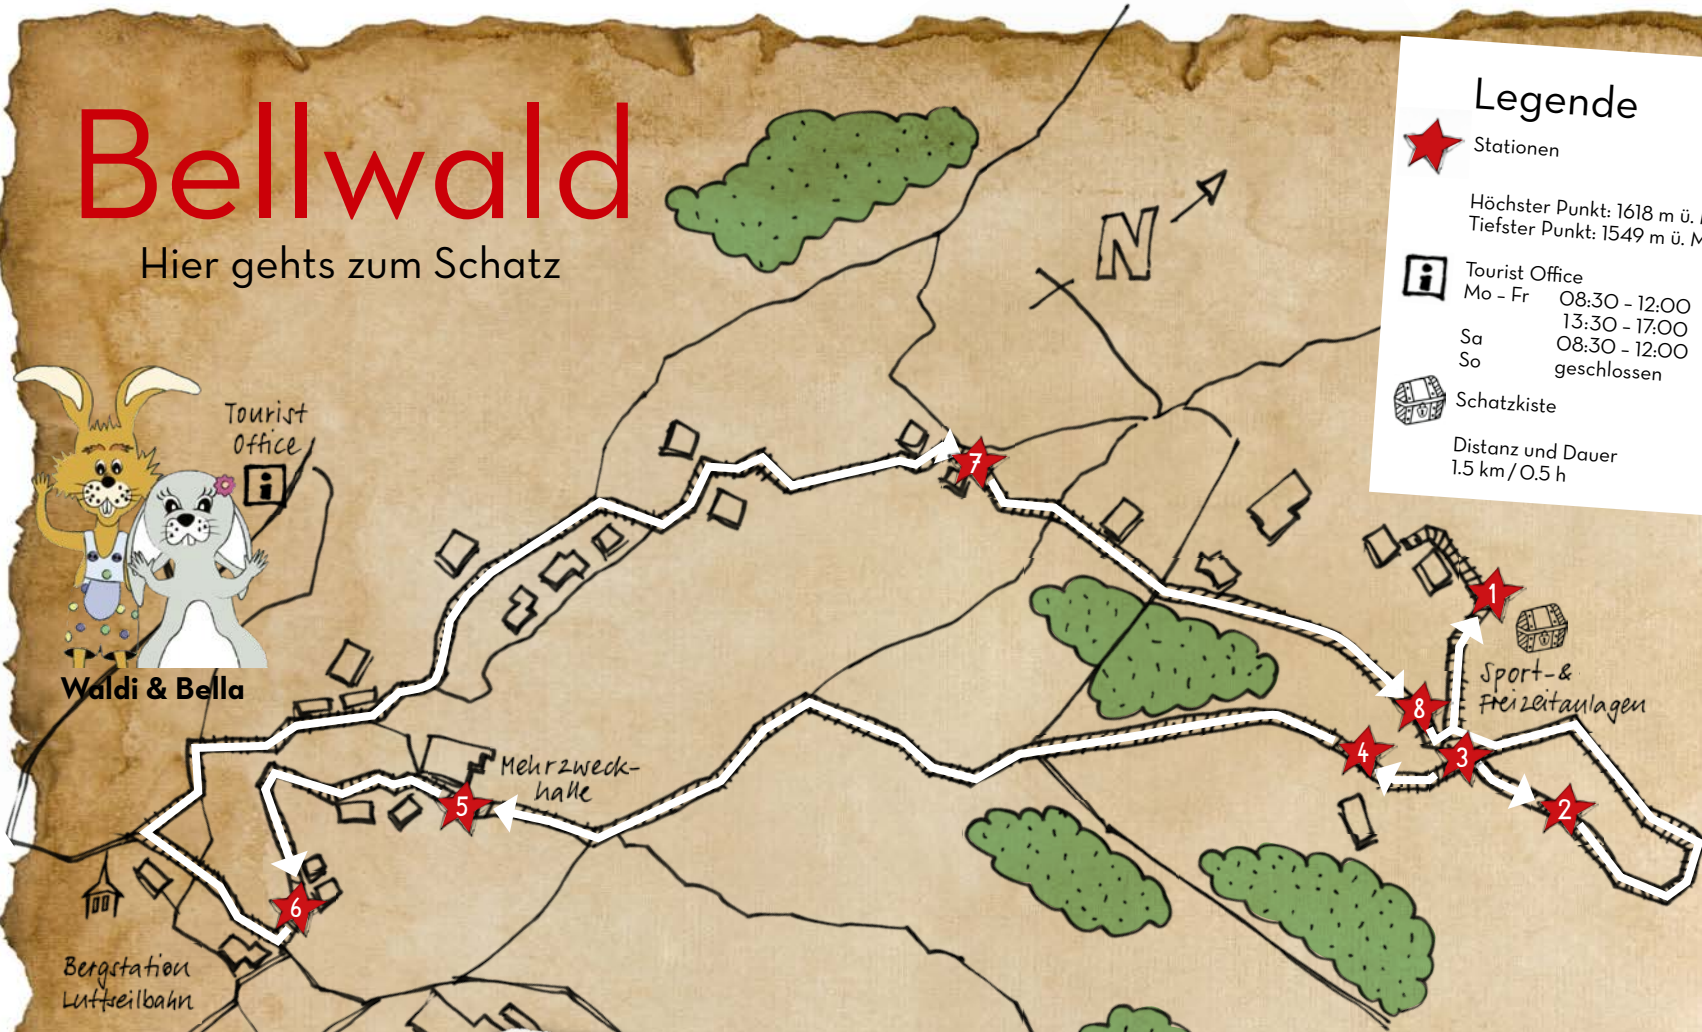 Bellwald
Hier gehts zum Schatz
Legende
Stationen
Höchster Punkt: 1618 m ü.
Tiefster Punkt: 1549 m ü. M
Tourist Office
Mo – Fr 08:30 – 12:00
13:30 – 17:00
Sa 08:30 – 12:00
So geschlossen
Schatzkiste
Distanz und Dauer
1.5 km / 0.5 h
N
Tourist
Office
i
Waldi & Bella
7
1
Sport- &
Freizeitanlagen
8
4
3
2
Mehrzweck-
halle
5
6
Bergstation
Luftseilbahn